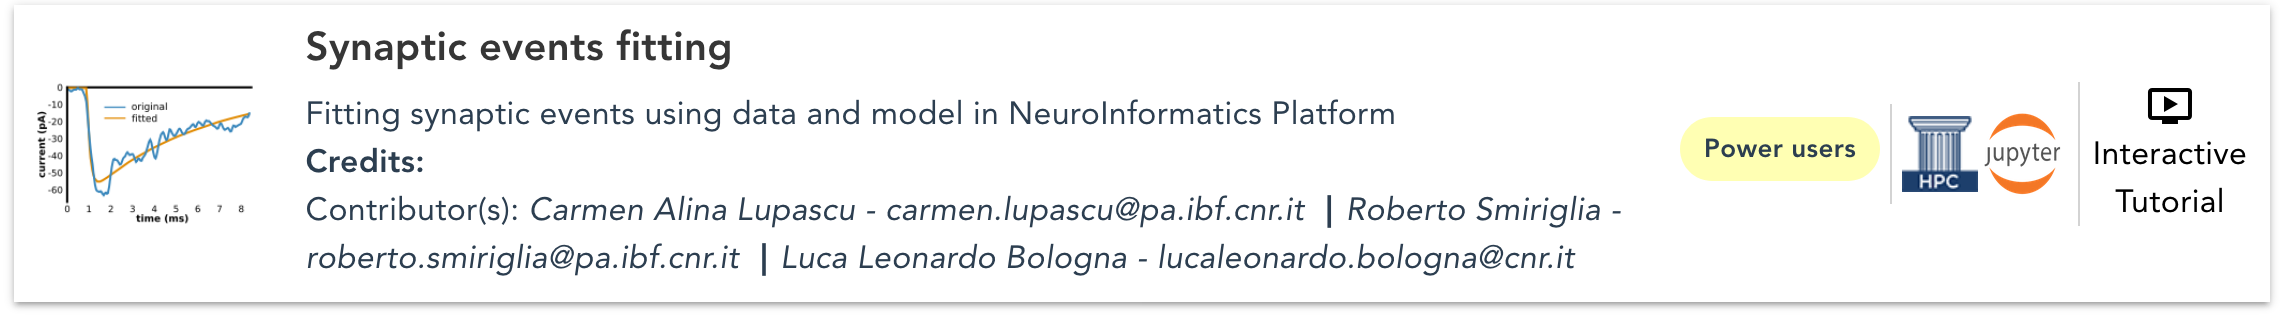 Synaptic events fitting
Fitting synaptic events using data and model in NeuroInformatics Platform
Credits:
Contributor(s): Carmen Alina Lupascu - carmen.lupascu@pa.ibf.cnr.it | Roberto Smiriglia -
roberto.smiriglia@pa.ibf.cnr.it | Luca Leonardo Bologna - lucaleonardo.bologna@cnr.it
current (pA)
0
-10
-20
-30
-40
-50
-60
original
fitted
0 1 2 3 4 5 6 7 8
time (ms)
Power users
HPC
jupyter
Interactive
Tutorial